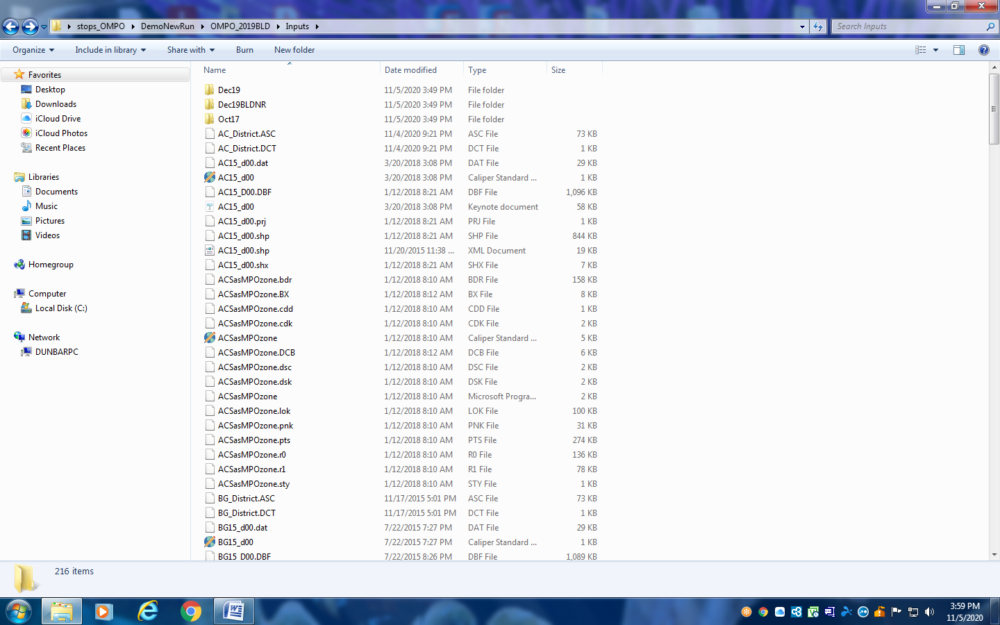 stops_OMPO DemoNewRun OMPO_2019BLD Inputs Search Inputs
Organize Include in library Share with Burn New folder
Favorites
Desktop
Downloads
iCloud Drive
iCloud Photos
Recent Places
Libraries
Documents
Music
Pictures
Videos
Homegroup
Computer
Local Disk (C:)
Network
DUNBARPC
Name Date modified Type Size
Dec19 11/5/2020 3:49 PM File folder
Dec19BLDNR 11/5/2020 3:49 PM File folder
Oct17 11/5/2020 3:49 PM File folder
AC_District.ASC 11/4/2020 9:21 PM ASC File 73 KB
AC_District.DCT 11/4/2020 9:21 PM DCT File 1 KB
AC15_d00.dat 3/20/2018 3:08 PM DAT File 29 KB
AC15_d00 3/20/2018 3:08 PM Caliper Standard ... 1 KB
AC15_D00.DBF 1/12/2018 8:21 AM DBF File 1,096 KB
AC15_d00 3/20/2018 3:08 PM Keynote document 58 KB
AC15_d00.prj 1/12/2018 8:21 AM PRJ File 1 KB
AC15_d00.shp 1/12/2018 8:21 AM SHP File 844 KB
AC15_d00.shp 11/20/2015 11:38 ... XML Document 19 KB
AC15_d00.shx 1/12/2018 8:21 AM SHX File 7 KB
ACSasMPOzone.bdr 1/12/2018 8:10 AM BDR File 158 KB
ACSasMPOzone.BX 1/12/2018 8:12 AM BX File 8 KB
ACSasMPOzone.cdd 1/12/2018 8:10 AM CDD File 1 KB
ACSasMPOzone.cdk 1/12/2018 8:10 AM CDK File 2 KB
ACSasMPOzone 1/12/2018 8:10 AM Caliper Standard ... 5 KB
ACSasMPOzone.DCB 1/12/2018 8:12 AM DCB File 6 KB
ACSasMPOzone.dsc 1/12/2018 8:10 AM DSC File 2 KB
ACSasMPOzone.dsk 1/12/2018 8:10 AM DSK File 2 KB
ACSasMPOzone 1/12/2018 8:10 AM Microsoft Progra... 2 KB
ACSasMPOzone.lok 1/12/2018 8:10 AM LOK File 100 KB
ACSasMPOzone.pnk 1/12/2018 8:10 AM PNK File 31 KB
ACSasMPOzone.pts 1/12/2018 8:10 AM PTS File 274 KB
ACSasMPOzone.r0 1/12/2018 8:10 AM R0 File 136 KB
ACSasMPOzone.r1 1/12/2018 8:10 AM R1 File 78 KB
ACSasMPOzone.sty 1/12/2018 8:10 AM STY File 1 KB
BG_District.ASC 11/17/2015 5:01 PM ASC File 73 KB
BG_District.DCT 11/17/2015 5:01 PM DCT File 1 KB
BG15_d00.dat 7/22/2015 7:27 PM DAT File 29 KB
BG15_d00 7/22/2015 7:27 PM Caliper Standard ... 1 KB
BG15_D00.DBF 7/22/2015 8:26 PM DBF File 1,089 KB
216 items
3:59 PM
11/5/2020